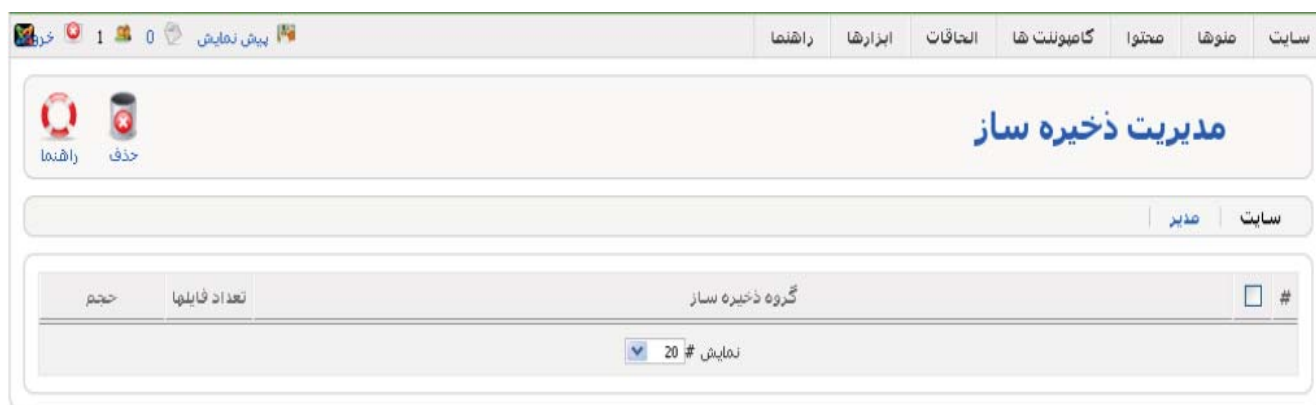 سایت منوها محتوا کامپوننت ها الحاقات ابزارها راهنما پیش نمایش 0 1 خرو
مدیریت ذخیره ساز
حذف راهنما
سایت مدیر
# گروه ذخیره ساز تعداد فایلها حجم
نمایش # 20